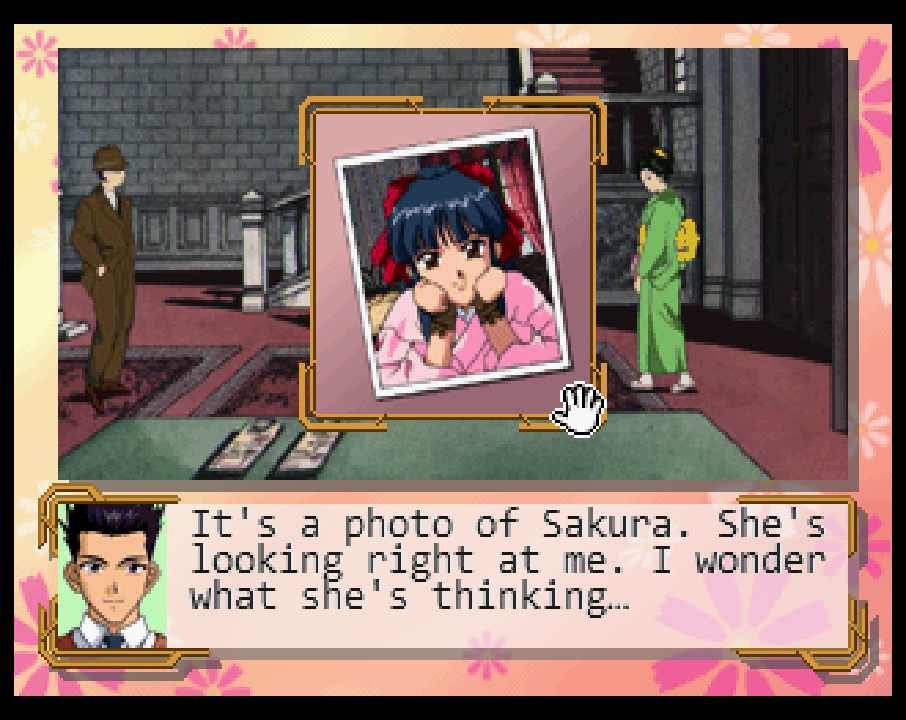 It's a photo of Sakura. She's
looking right at me. I wonder
what she's thinking…